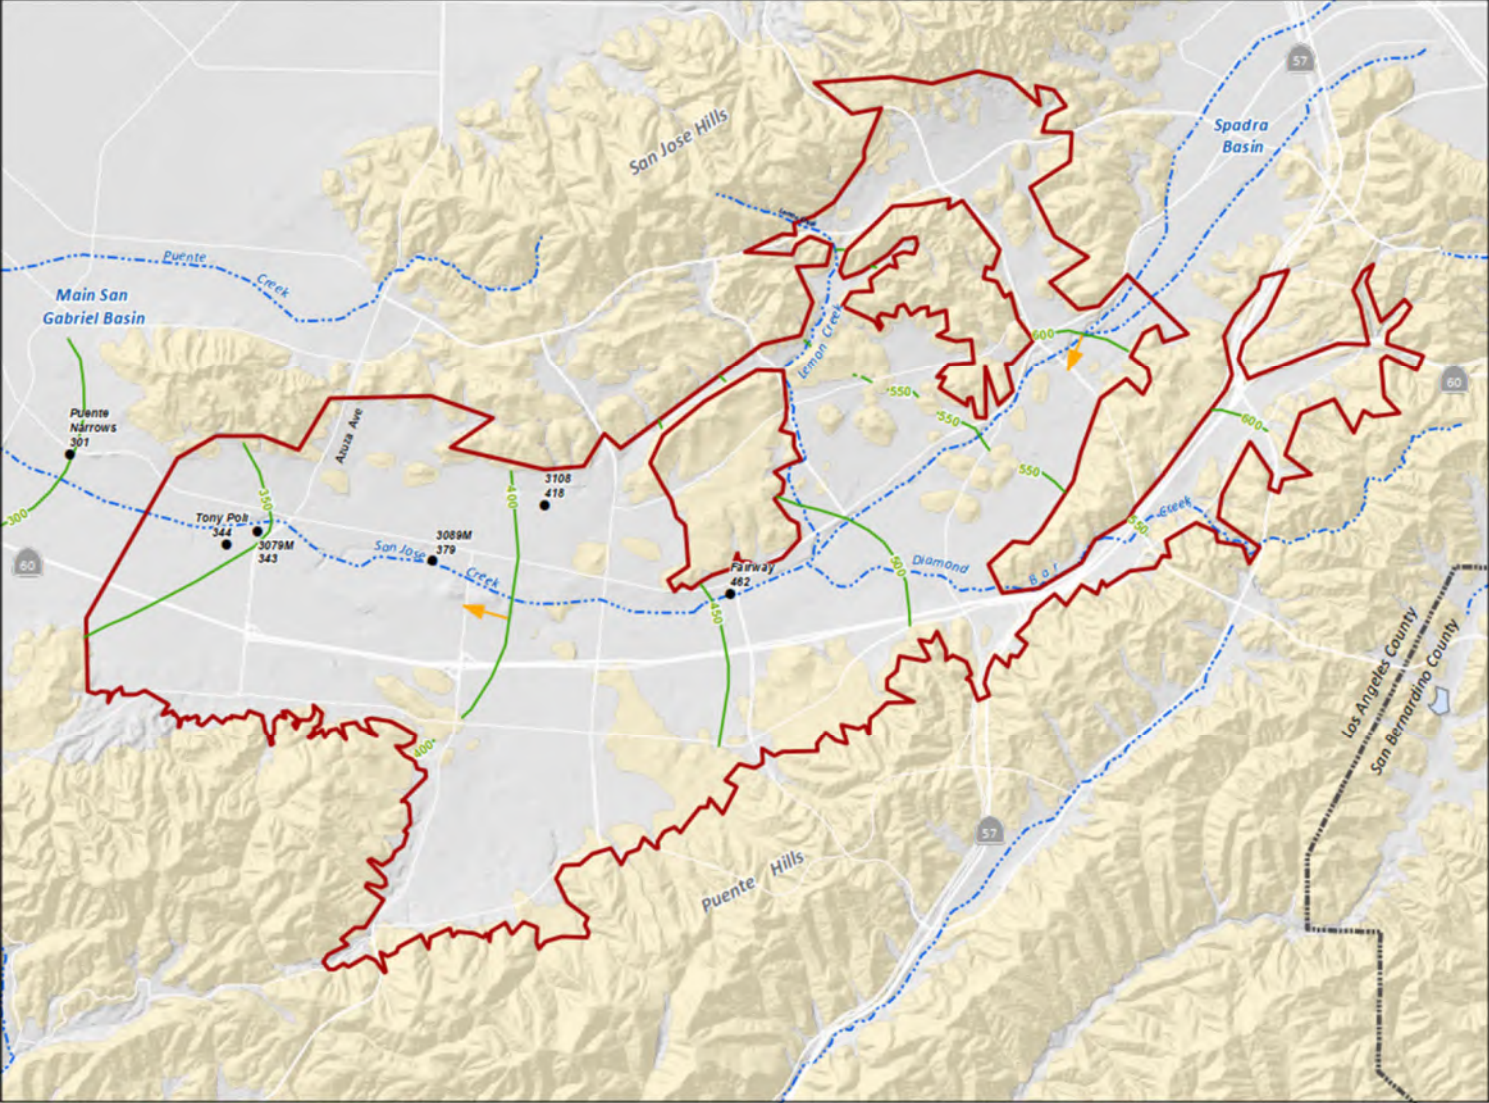 57
San Jose Hills
Spadra
Basin
Puente
Creek
Main San
Gabriel Basin
Lemon Creek
600
60
550
550
550
600
Puente
Narrows
301
Azuza Ave
300
350
400
3108
418
Tony Poli
344
3079M
343
3089M
379
San Jose
Creek
60
Fairway
462
450
500
Diamond
Bar
Creek
550
400
Los Angeles County
San Bernardino County
57
Puente Hills